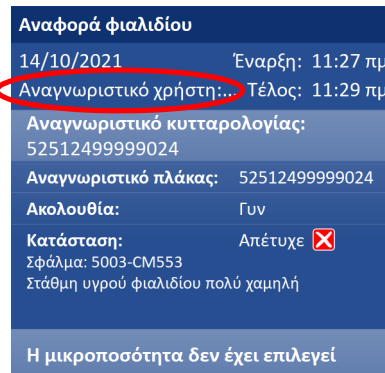 Αναφορά φιαλιδίου
14/10/2021 Έναρξη: 11:27 πμ
Αναγνωριστικό χρήστη:... Τέλος: 11:29 πμ
Αναγνωριστικό κυτταρολογίας:
52512499999024
Αναγνωριστικό πλάκας: 52512499999024
Ακολουθία: Γυν
Κατάσταση: Απέτυχε
Σφάλμα: 5003-CM553
Στάθμη υγρού φιαλιδίου πολύ χαμηλή
Η μικροποσότητα δεν έχει επιλεγεί